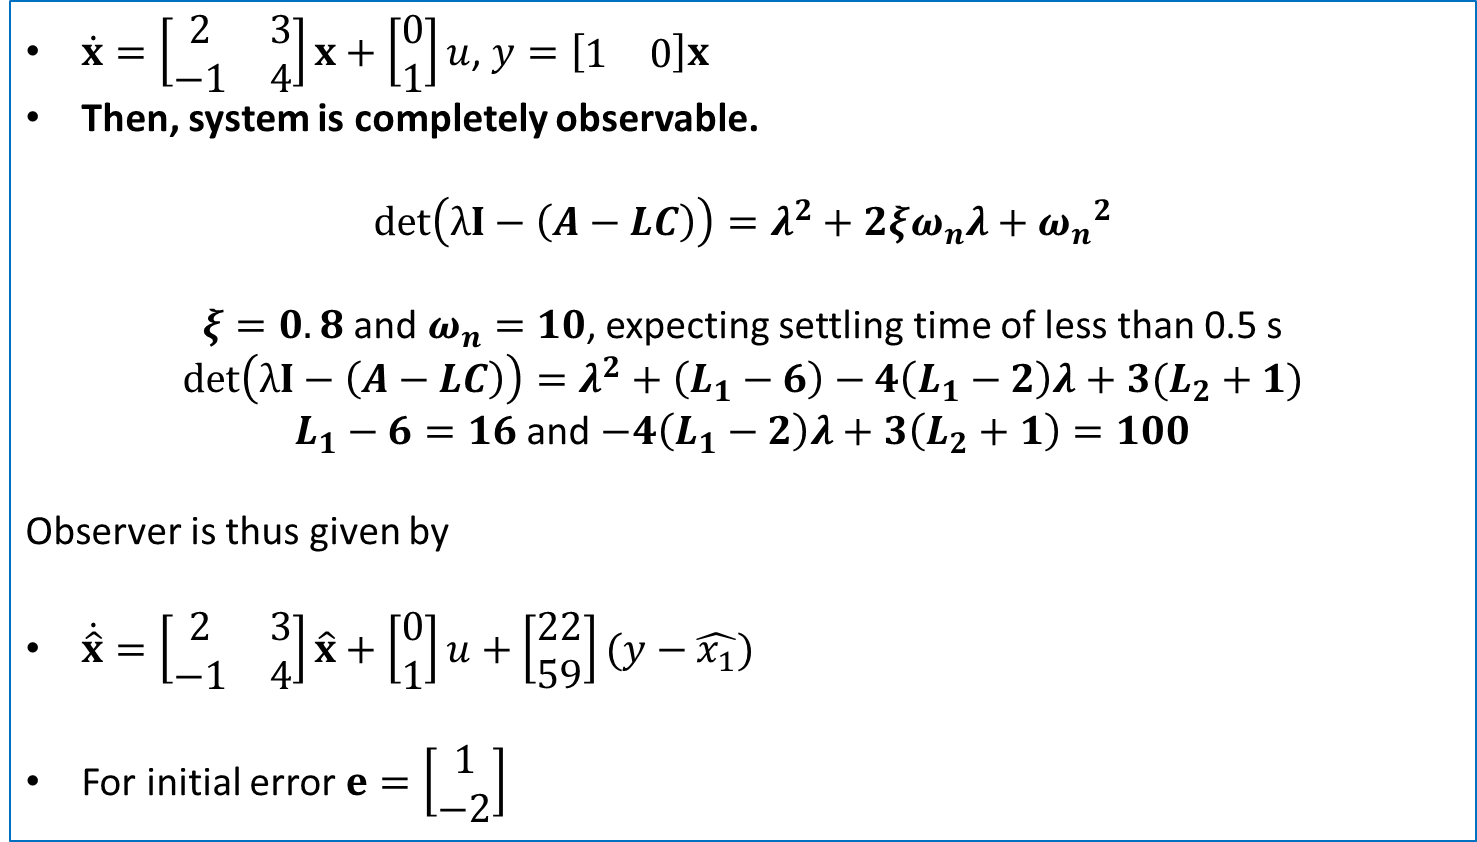 • ẋ = [2 3; −1 4] x + [0; 1] u, y = [1 0]x
• Then, system is completely observable.
det(λI − (A − LC)) = λ² + 2ξωₙλ + ωₙ²
ξ = 0.8 and ωₙ = 10, expecting settling time of less than 0.5 s
det(λI − (A − LC)) = λ² + (L₁ − 6) − 4(L₁ − 2)λ + 3(L₂ + 1)
L₁ − 6 = 16 and −4(L₁ − 2)λ + 3(L₂ + 1) = 100
Observer is thus given by
• x̂̇ = [2 3; −1 4] x̂ + [0; 1] u + [22; 59] (y − x̂₁)
• For initial error e = [1; −2]